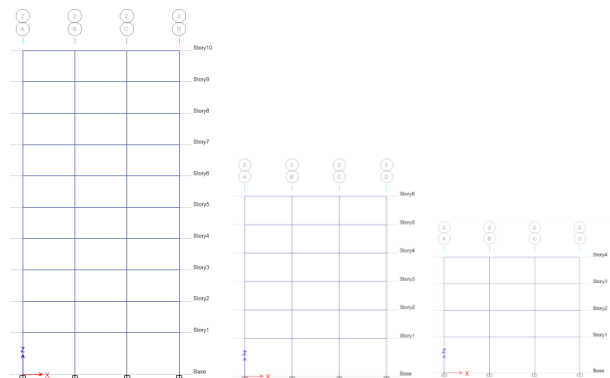 2 2 2 2
A B C D
Story10
Story9
Story8
Story7
Story6
Story5
Story4
Story3
Story2
Story1
Base
Z
X
2 2 2 2
A B C D
Story6
Story5
Story4
Story3
Story2
Story1
Base
Z
X
2 2 2 2
A B C D
Story4
Story3
Story2
Story1
Base
Z
X